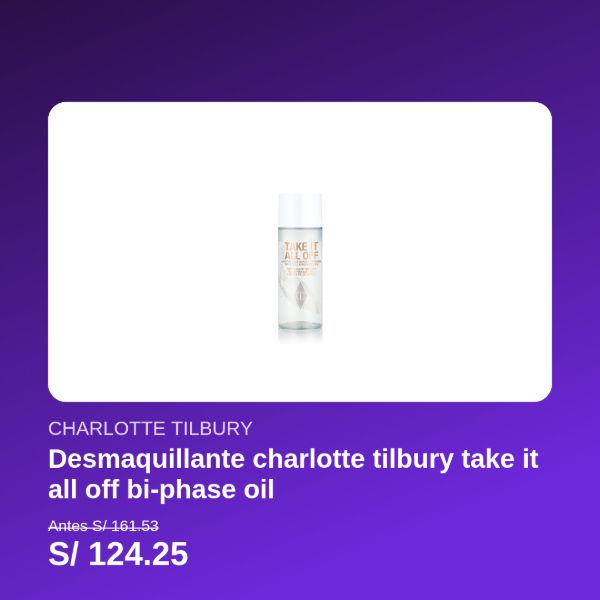 TAKE IT
ALL OFF
CHARLOTTE TILBURY
Desmaquillante charlotte tilbury take it
all off bi-phase oil
Antes S/ 161.53
S/ 124.25